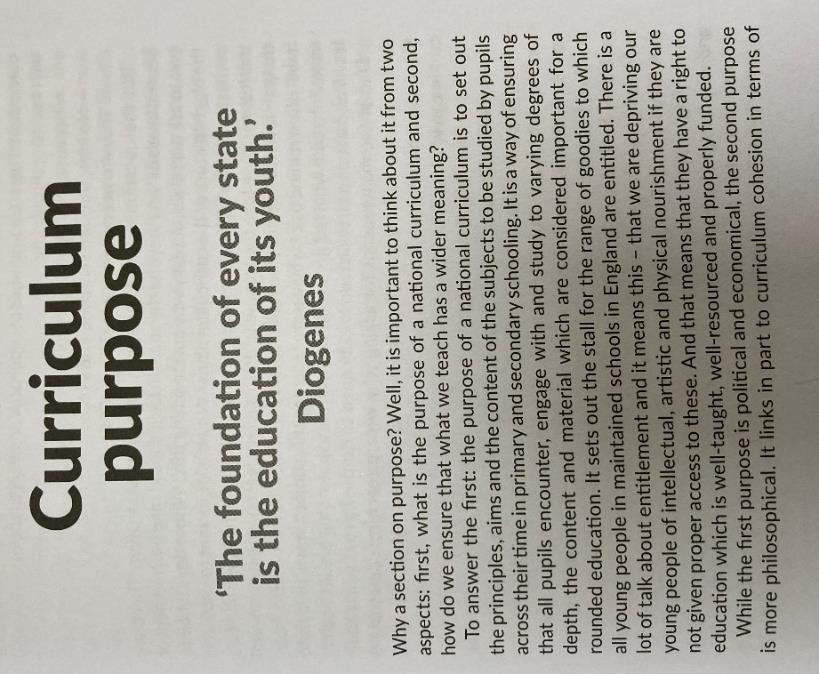 Curriculum
purpose
‘The foundation of every state
is the education of its youth.’
Diogenes
Why a section on purpose? Well, it is important to think about it from two
aspects: first, what is the purpose of a national curriculum and second,
how do we ensure that what we teach has a wider meaning?
To answer the first: the purpose of a national curriculum is to set out
the principles, aims and the content of the subjects to be studied by pupils
across their time in primary and secondary schooling. It is a way of ensuring
that all pupils encounter, engage with and study to varying degrees of
depth, the content and material which are considered important for a
rounded education. It sets out the stall for the range of goodies to which
all young people in maintained schools in England are entitled. There is a
lot of talk about entitlement and it means this – that we are depriving our
young people of intellectual, artistic and physical nourishment if they are
not given proper access to these. And that means that they have a right to
education which is well-taught, well-resourced and properly funded.
While the first purpose is political and economical, the second purpose
is more philosophical. It links in part to curriculum cohesion in terms of